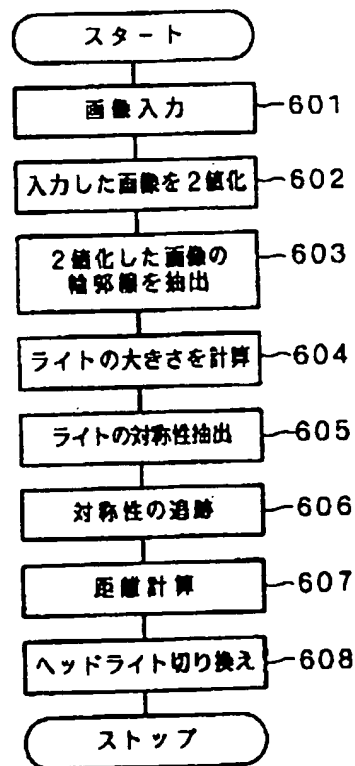 スタート
画像入力 601
入力した画像を2値化 602
2値化した画像の 603
輪郭線を抽出
ライトの大きさを計算 604
ライトの対称性抽出 605
対称性の追跡 606
距離計算 607
ヘッドライト切り換え 608
ストップ